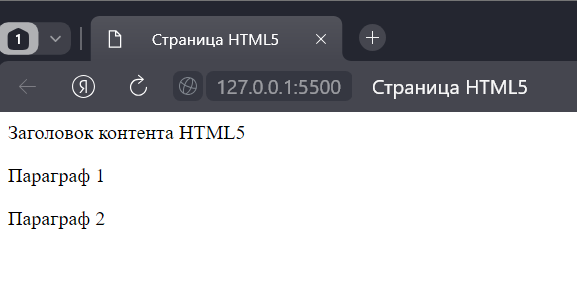 1
Страница HTML5
Я
127.0.0.1:5500 Страница HTML5
Заголовок контента HTML5
Параграф 1
Параграф 2